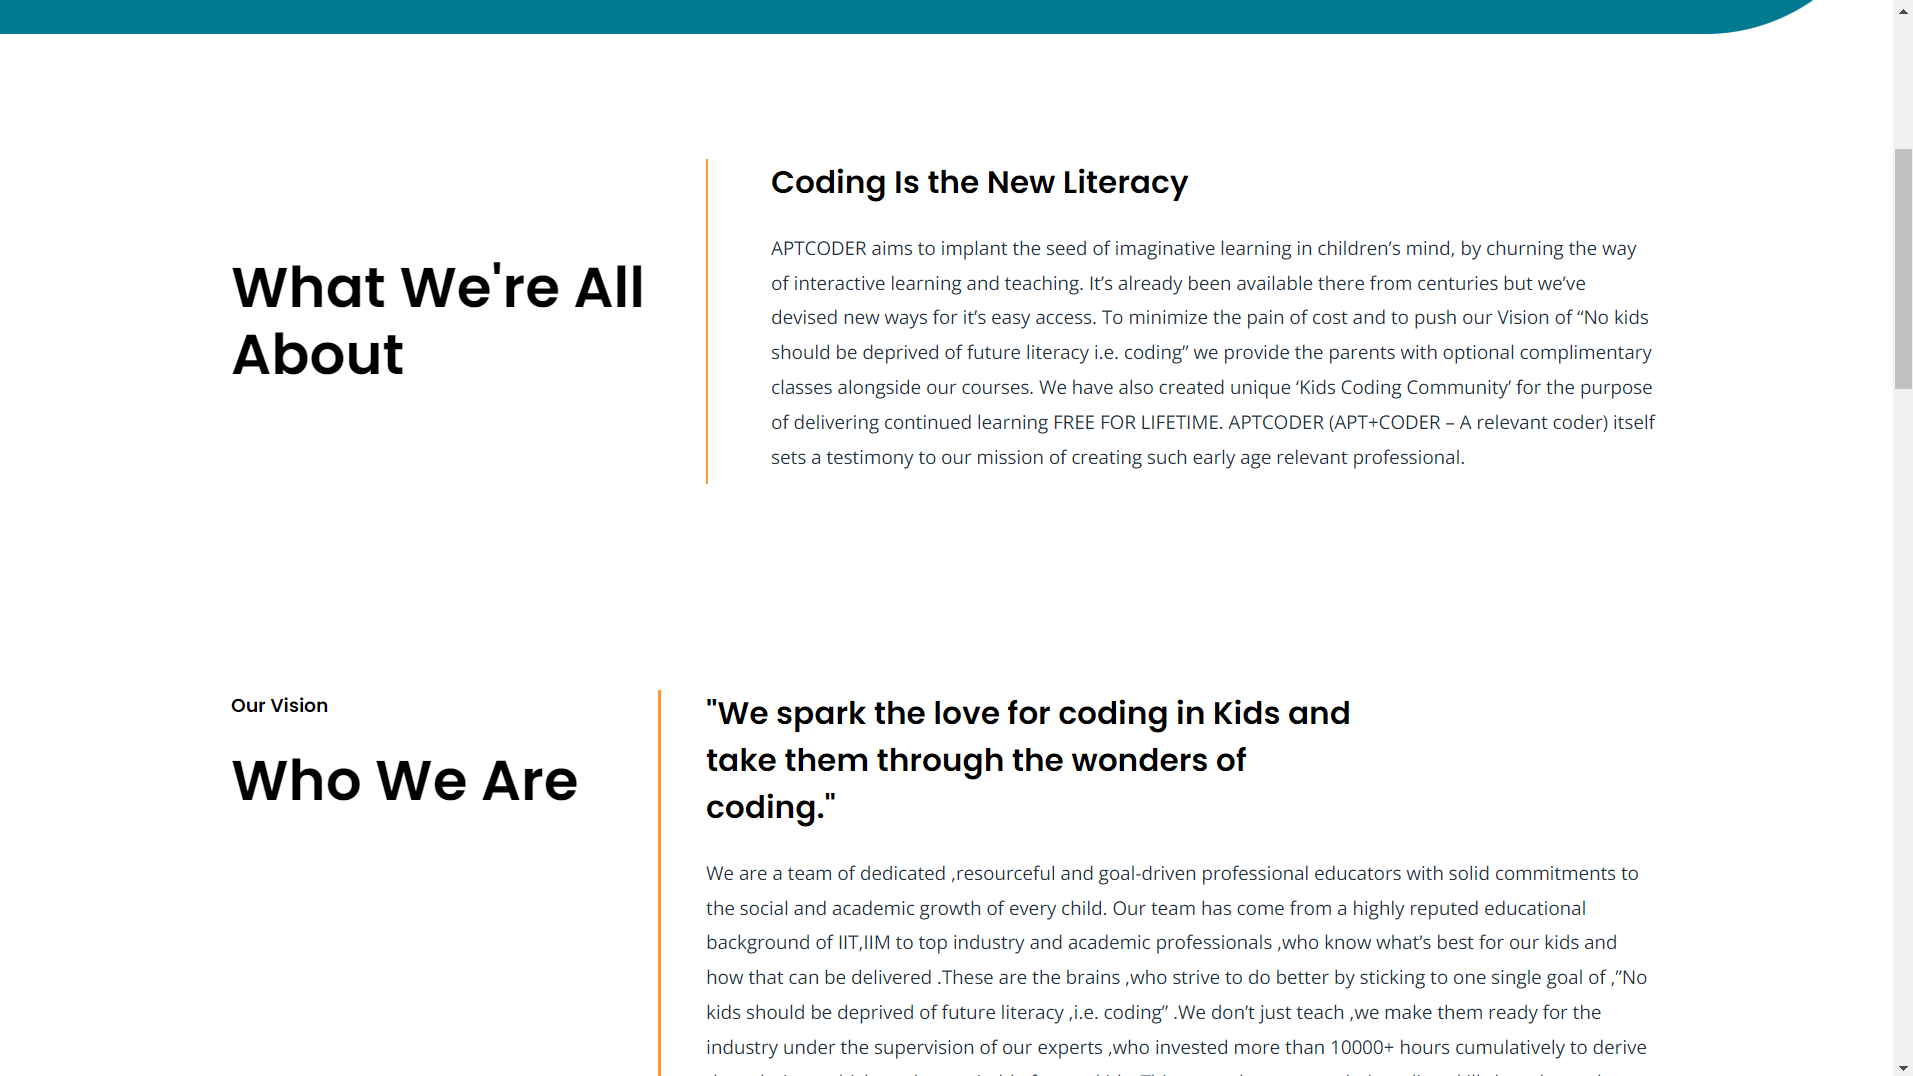 What We're All
About
Coding Is the New Literacy
APTCODER aims to implant the seed of imaginative learning in children’s mind, by churning the way
of interactive learning and teaching. It’s already been available there from centuries but we’ve
devised new ways for it’s easy access. To minimize the pain of cost and to push our Vision of “No kids
should be deprived of future literacy i.e. coding” we provide the parents with optional complimentary
classes alongside our courses. We have also created unique ‘Kids Coding Community’ for the purpose
of delivering continued learning FREE FOR LIFETIME. APTCODER (APT+CODER – A relevant coder) itself
sets a testimony to our mission of creating such early age relevant professional.
Our Vision
Who We Are
"We spark the love for coding in Kids and
take them through the wonders of
coding."
We are a team of dedicated ,resourceful and goal-driven professional educators with solid commitments to
the social and academic growth of every child. Our team has come from a highly reputed educational
background of IIT,IIM to top industry and academic professionals ,who know what’s best for our kids and
how that can be delivered .These are the brains ,who strive to do better by sticking to one single goal of ,”No
kids should be deprived of future literacy ,i.e. coding” .We don’t just teach ,we make them ready for the
industry under the supervision of our experts ,who invested more than 10000+ hours cumulatively to derive